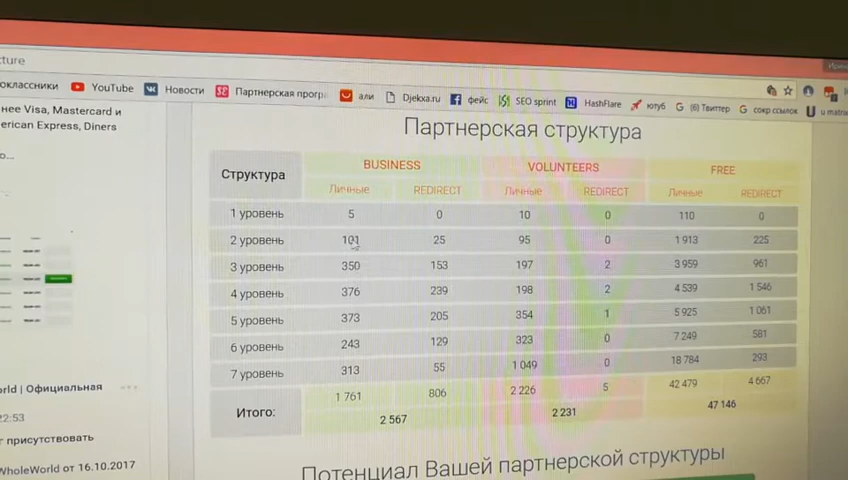 cture
оклассники YouTube Новости Партнерская прогр али Djekxa.ru фейс SEO sprint HashFlare ютуб (6) Твиттер сокр ссылок
нее Visa, Mastercard и
erican Express, Diners
Партнерская структура
Структура BUSINESS VOLUNTEERS FREE
Личные REDIRECT Личные REDIRECT Личные REDIRECT
1 уровень 5 0 10 0 110 0
2 уровень 101 25 95 0 1 913 225
3 уровень 350 153 197 2 3 959 961
4 уровень 376 239 198 2 4 539 1 546
5 уровень 373 205 354 1 5 925 1 061
6 уровень 243 129 323 0 7 249 581
7 уровень 313 55 1 049 0 18 784 293
Итого: 1 761 806 2 226 5 42 479 4 667
2 567 2 231 47 146
orld | Официальная
22:53
г присутствовать
WholeWorld от 16.10.2017
Потенциал Вашей партнерской структуры